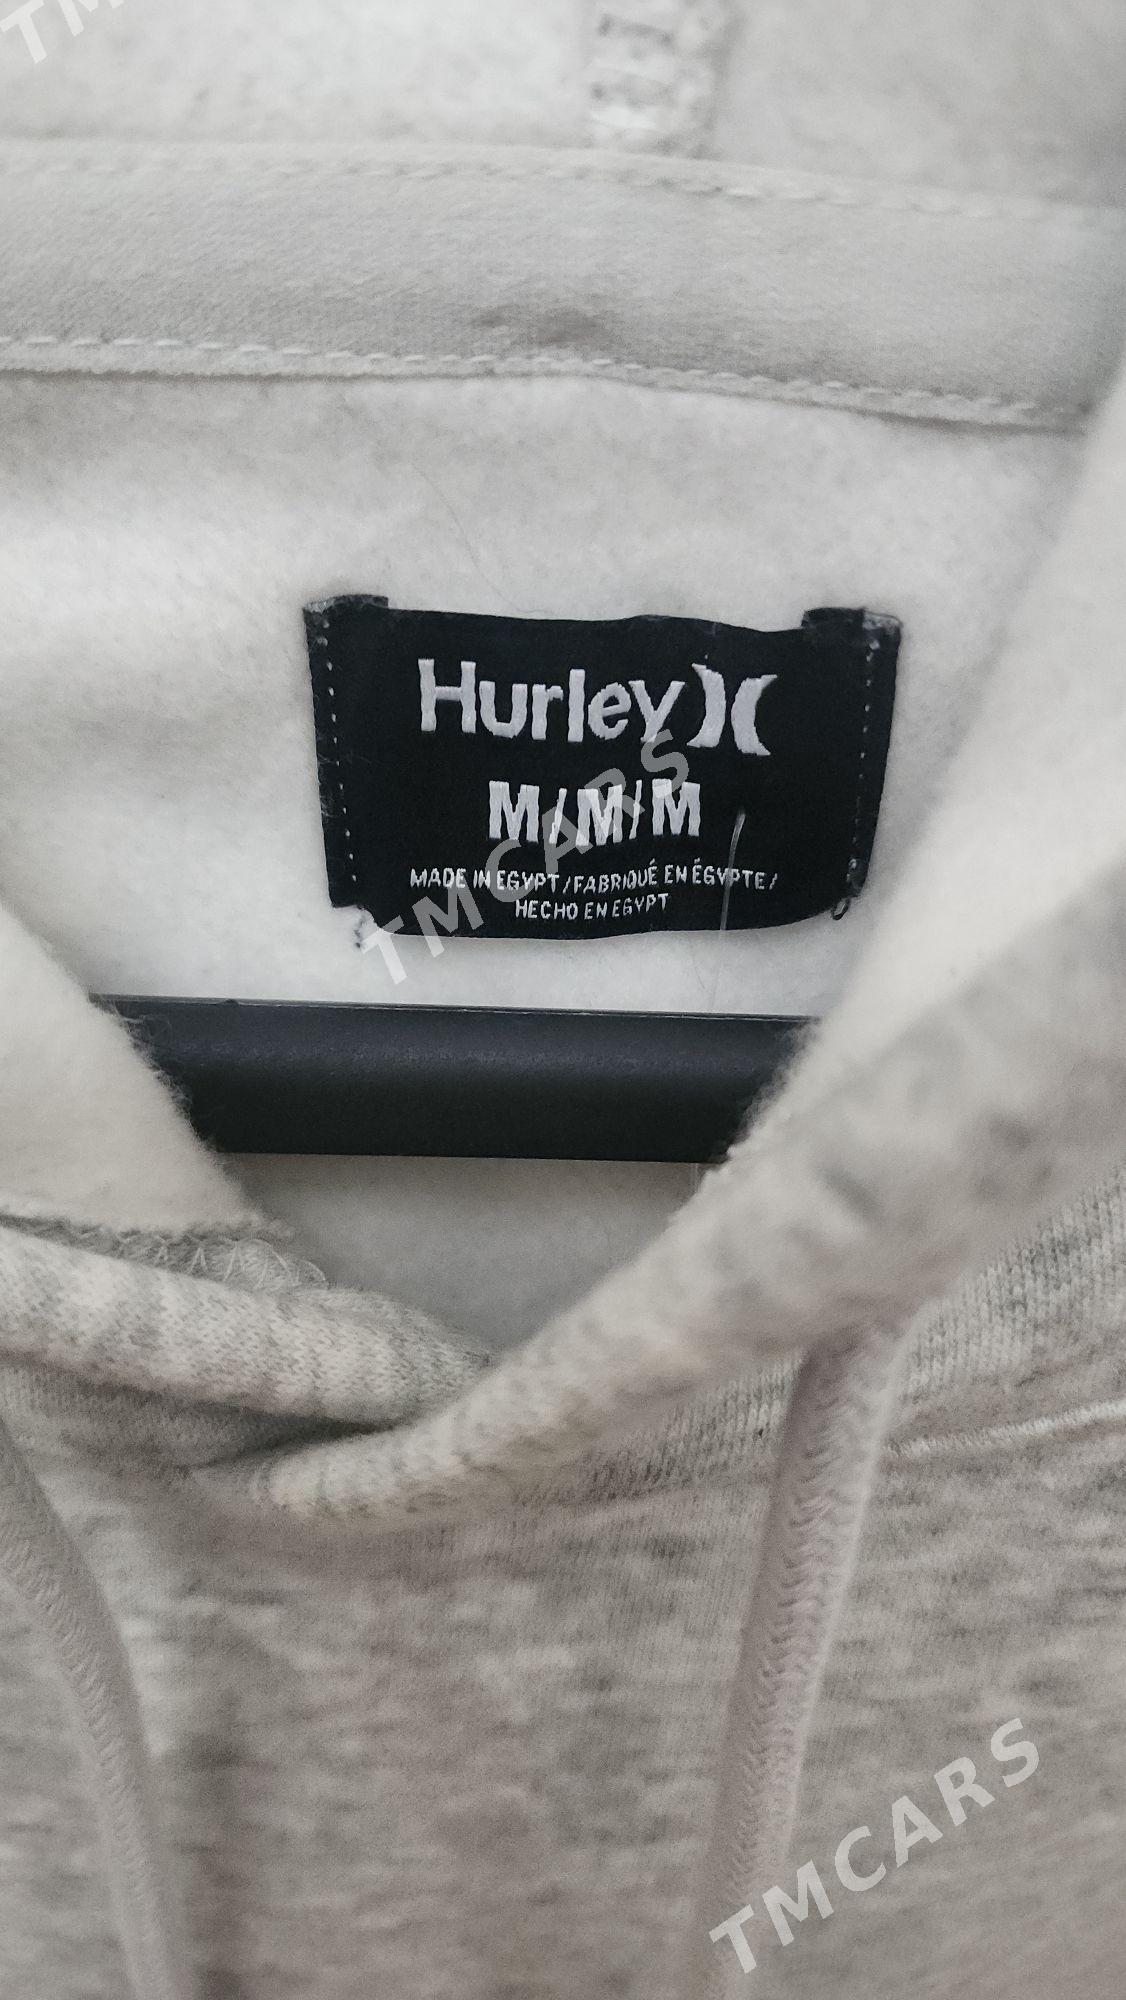 Hurley
M/M/M
MADE IN EGYPT/FABRIQUÉ EN ÉGYPTE/
HECHO EN EGYPT
TMCARS
TMCARS